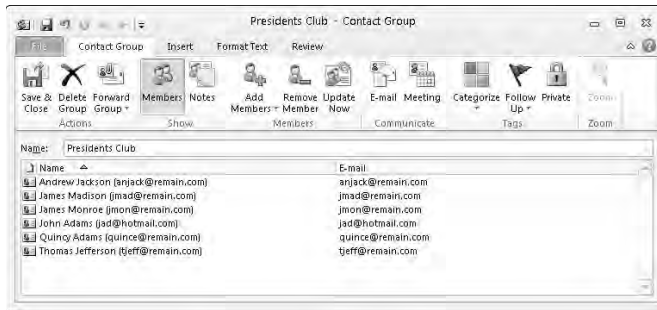 Presidents Club - Contact Group
File Contact Group Insert Format Text Review
Save & Close Delete Group Forward Group Members Notes Add Members Remove Member Update Now E-mail Meeting Categorize Follow Up Private Zoom
Actions Show Members Communicate Tags Zoom
Name: Presidents Club
Name E-mail
Andrew Jackson (anjack@remain.com) anjack@remain.com
James Madison (jmad@remain.com) jmad@remain.com
James Monroe (jmon@remain.com) jmon@remain.com
John Adams (jad@hotmail.com) jad@hotmail.com
Quincy Adams (quince@remain.com) quince@remain.com
Thomas Jefferson (tjeff@remain.com) tjeff@remain.com